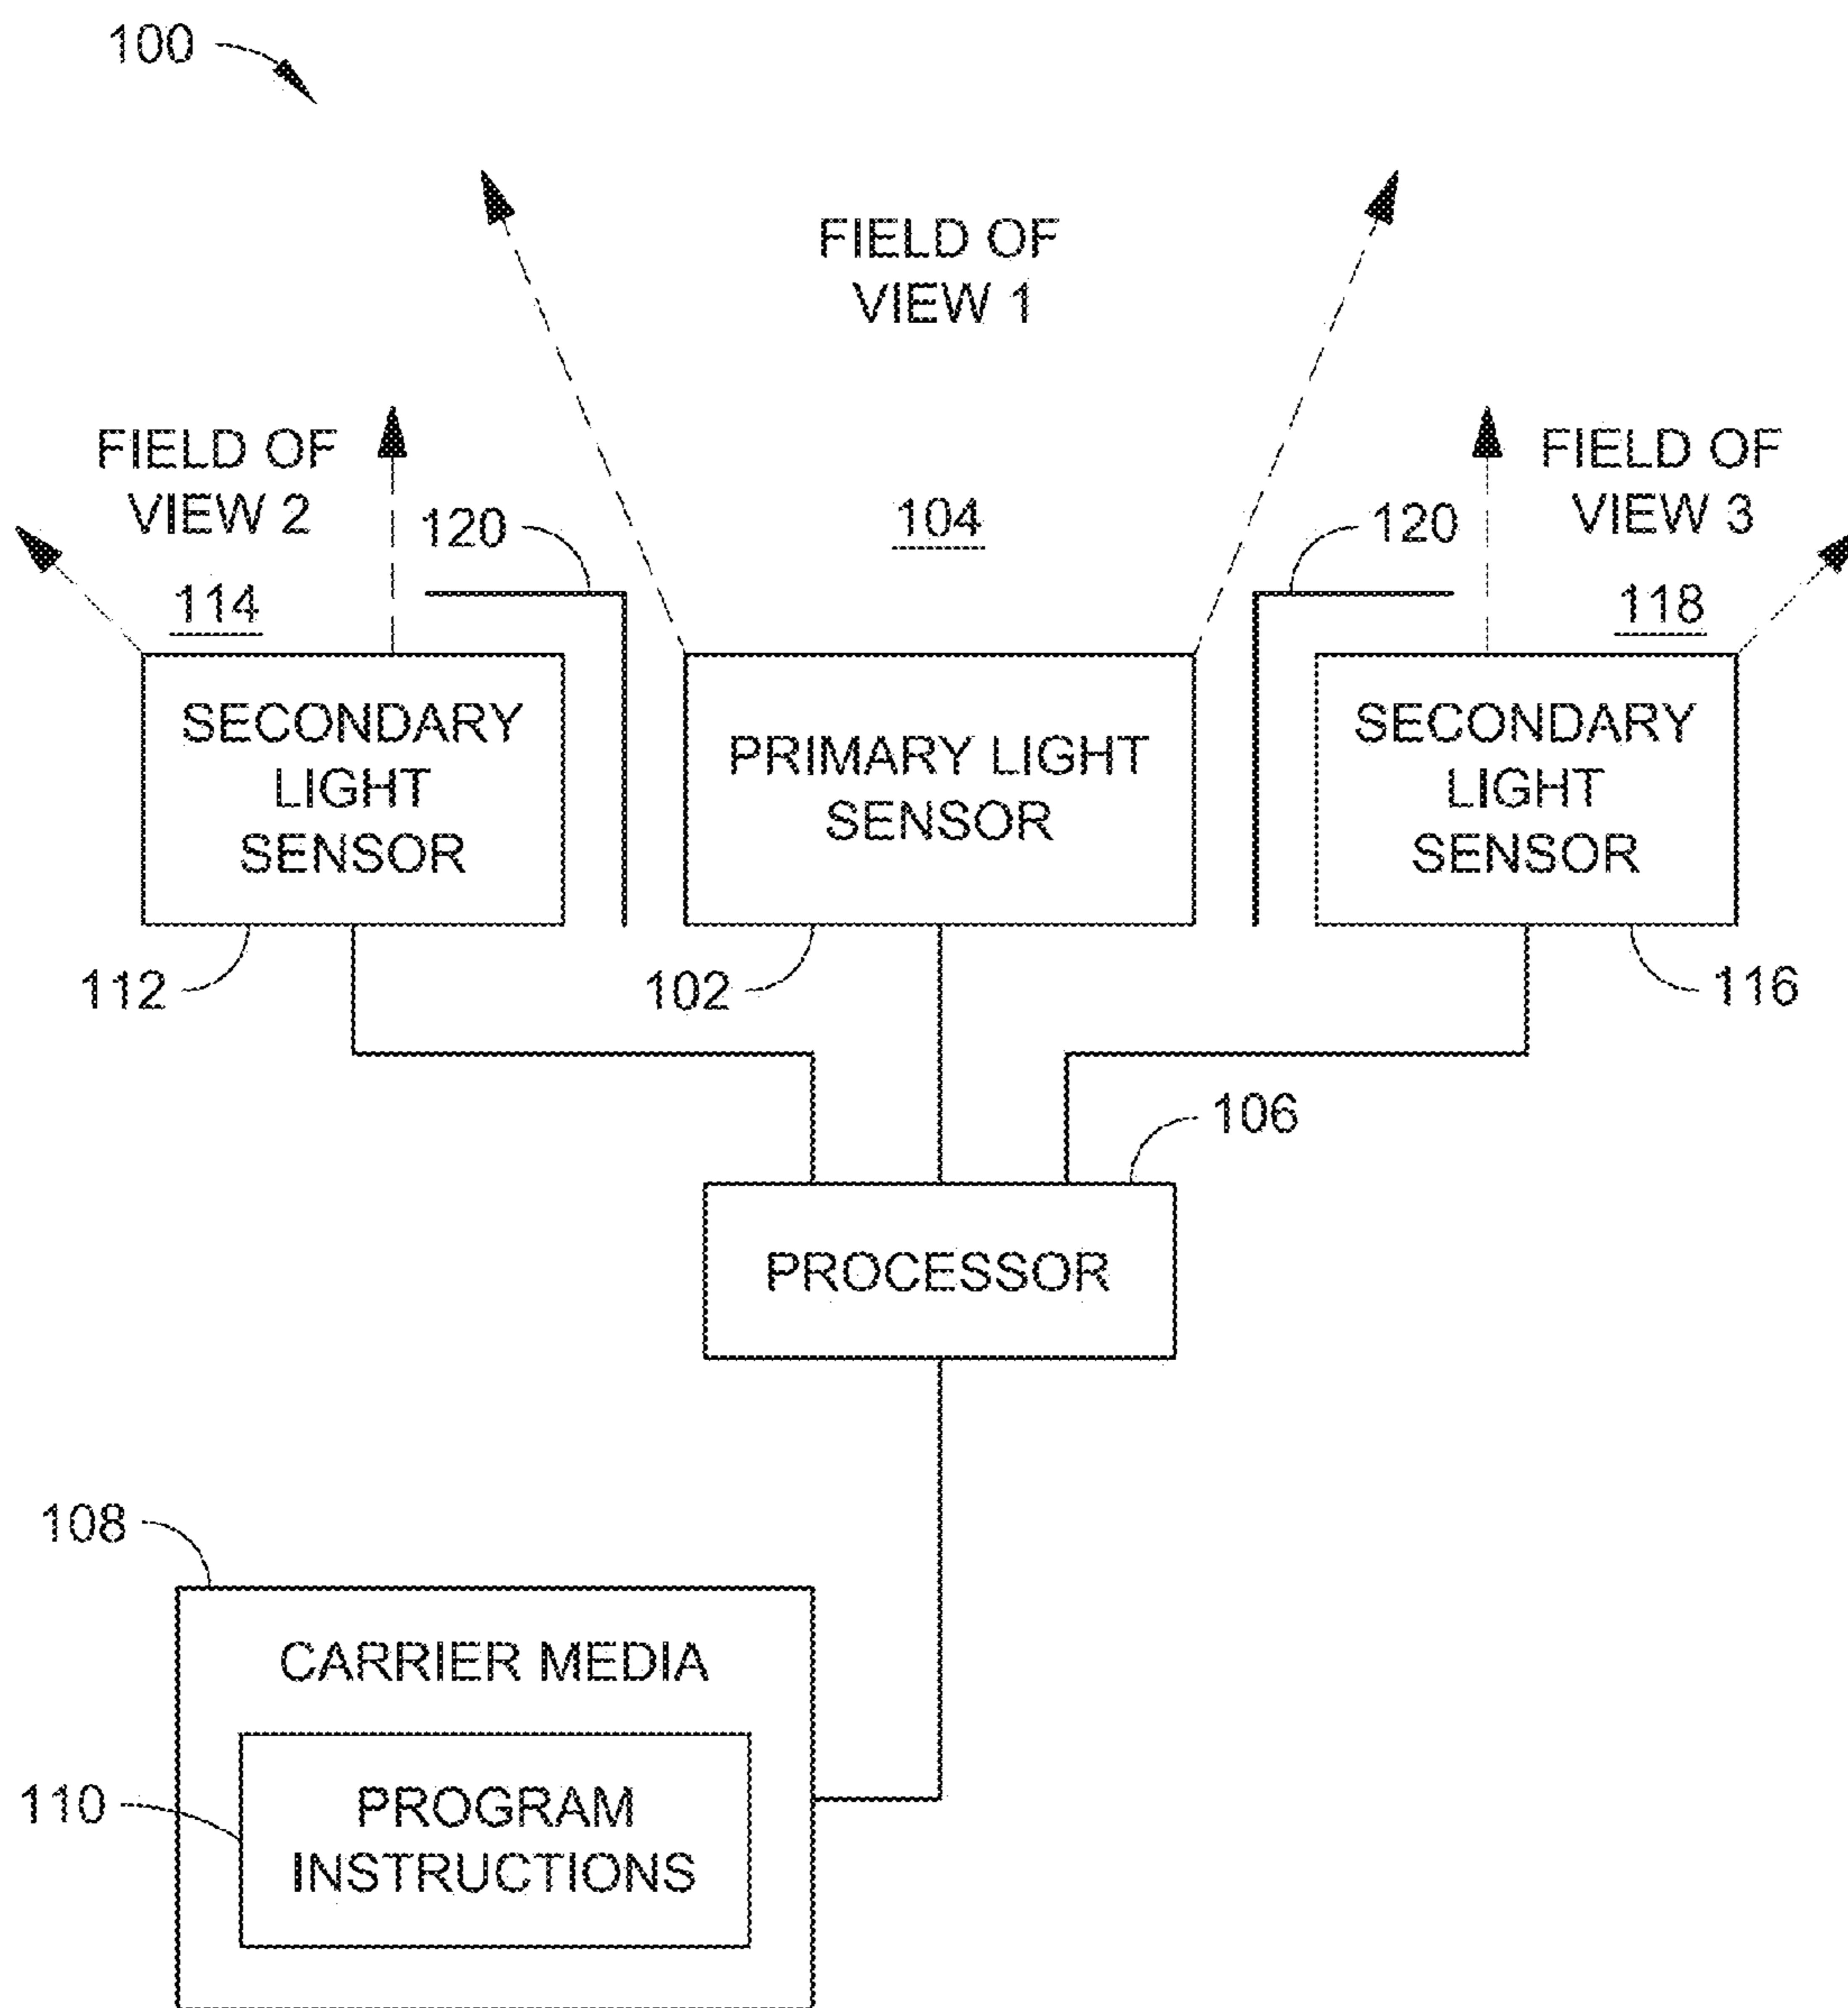 100
FIELD OF
VIEW 1
FIELD OF
VIEW 2
FIELD OF
VIEW 3
120
104
120
114
118
SECONDARY
LIGHT
SENSOR
PRIMARY LIGHT
SENSOR
SECONDARY
LIGHT
SENSOR
112
102
116
106
PROCESSOR
108
CARRIER MEDIA
110
PROGRAM
INSTRUCTIONS